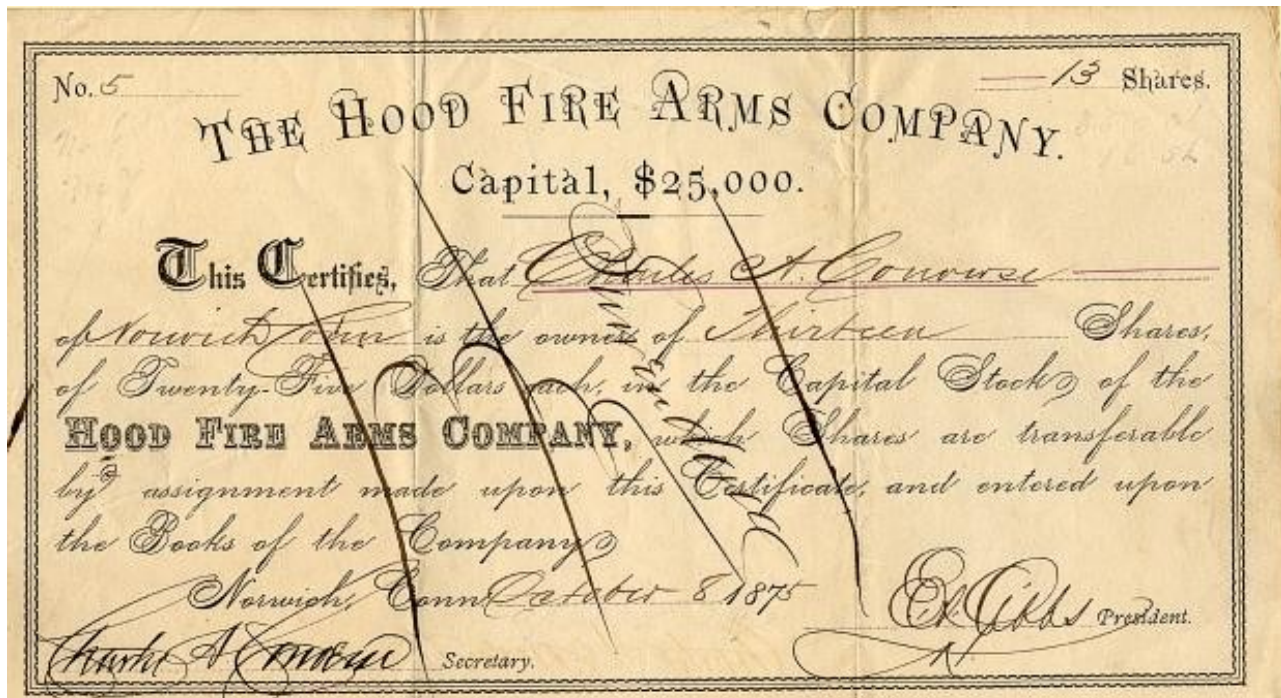 No. 5
13 Shares.
THE HOOD FIRE ARMS COMPANY.
Capital, $25,000.
This Certifies, That Charles A. Converse
of Norwich Conn is the owner of Thirteen Shares,
of Twenty-Five Dollars each, in the Capital Stock of the
HOOD FIRE ARMS COMPANY, which Shares are transferable
by assignment made upon this Certificate, and entered upon
the Books of the Company
Norwich, Conn October 8 1875
President.
Charles A Converse Secretary.
Surrendered